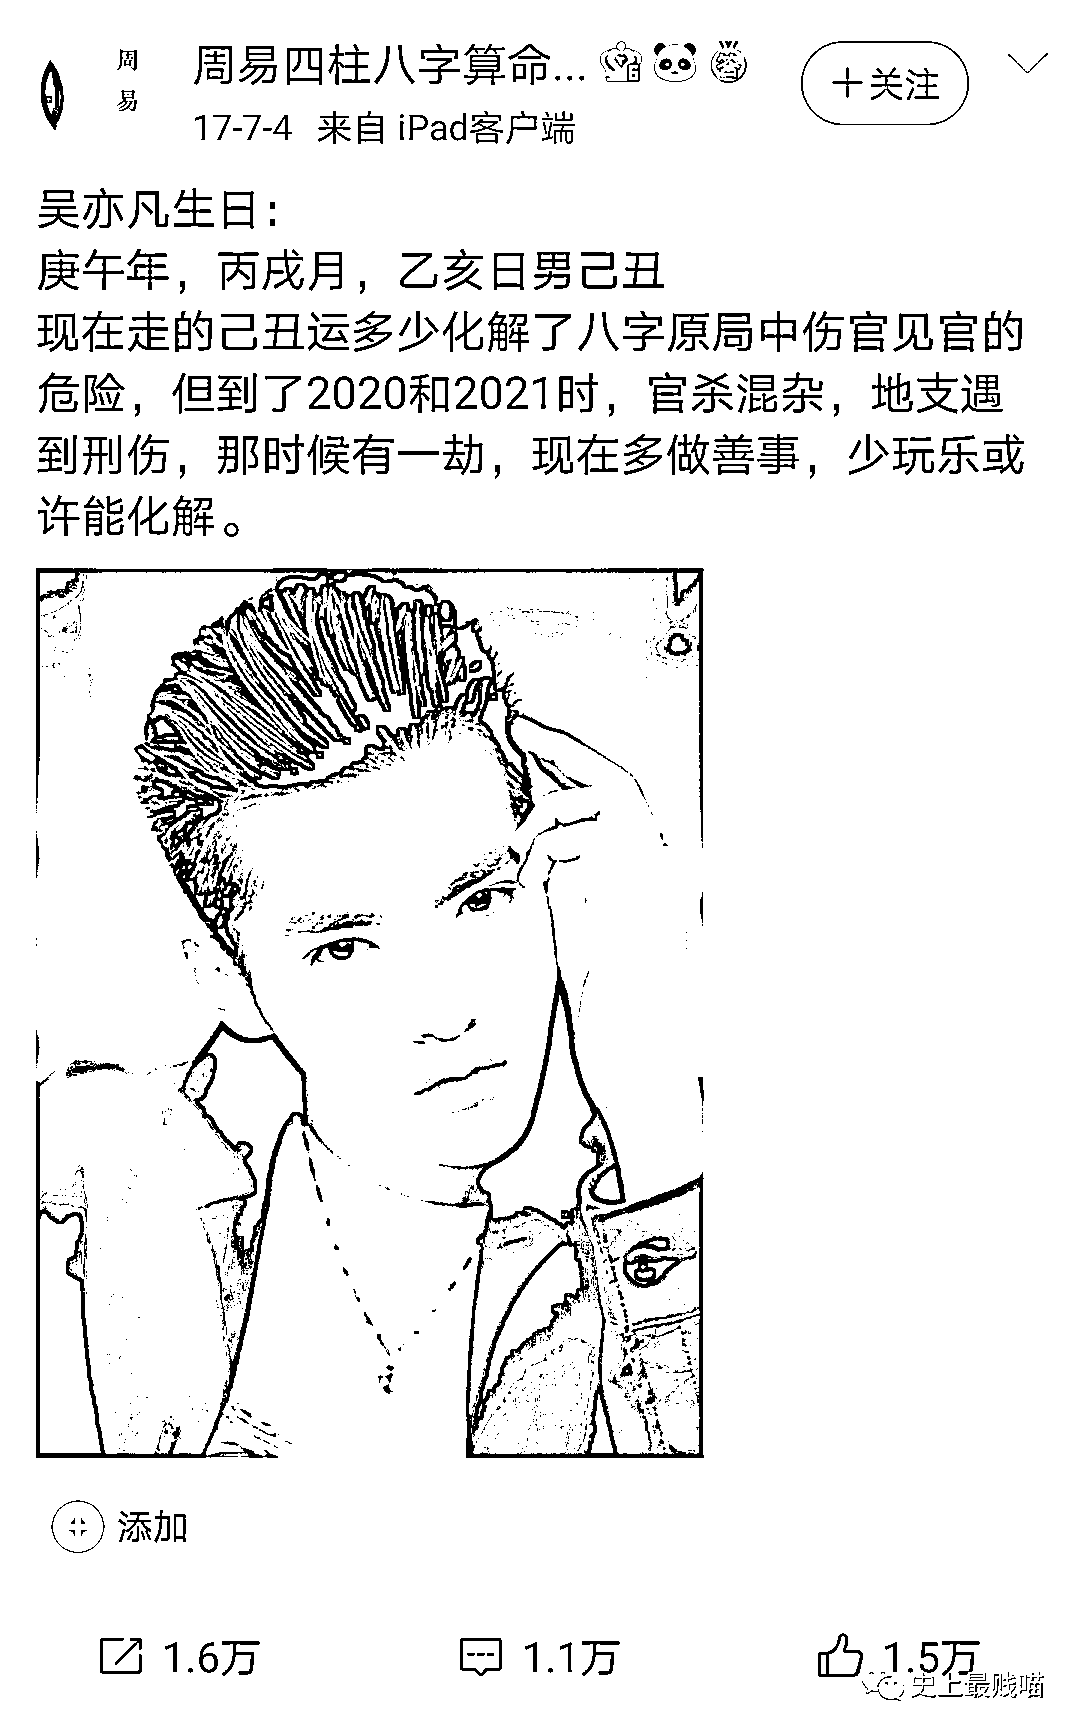 周易
周易四柱八字算命...
+关注
17-7-4 来自 iPad客户端
吴亦凡生日：
庚午年，丙戌月，乙亥日男己丑
现在走的己丑运多少化解了八字原局中伤官见官的
危险，但到了2020和2021时，官杀混杂，地支遇
到刑伤，那时候有一劫，现在多做善事，少玩乐或
许能化解。
添加
1.6万
1.1万
1.5万
史上最贱喵